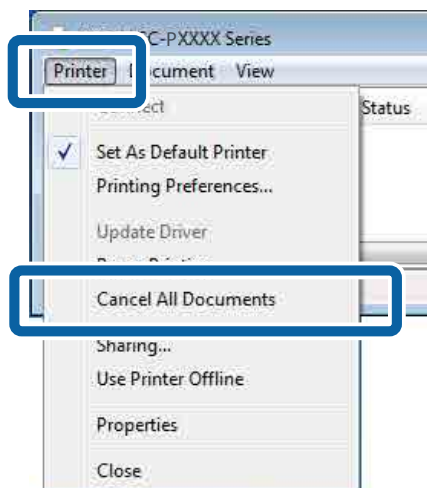 C-PXXXX Series
Printer Document View
Status
Set As Default Printer
Printing Preferences...
Update Driver
Cancel All Documents
Sharing...
Use Printer Offline
Properties
Close